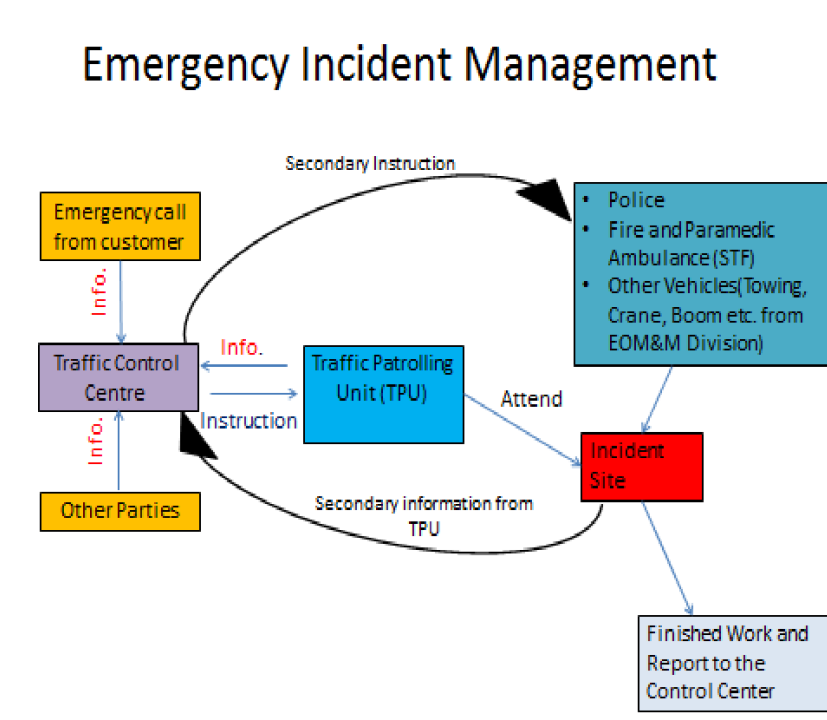 Emergency Incident Management
Secondary Instruction
Emergency call
from customer
Info.
Traffic Control
Centre
Info.
Other Parties
Info.
Instruction
Traffic Patrolling
Unit (TPU)
Attend
• Police
• Fire and Paramedic
Ambulance (STF)
• Other Vehicles(Towing,
Crane, Boom etc. from
EOM&M Division)
Incident
Site
Secondary information from
TPU
Finished Work and
Report to the
Control Center